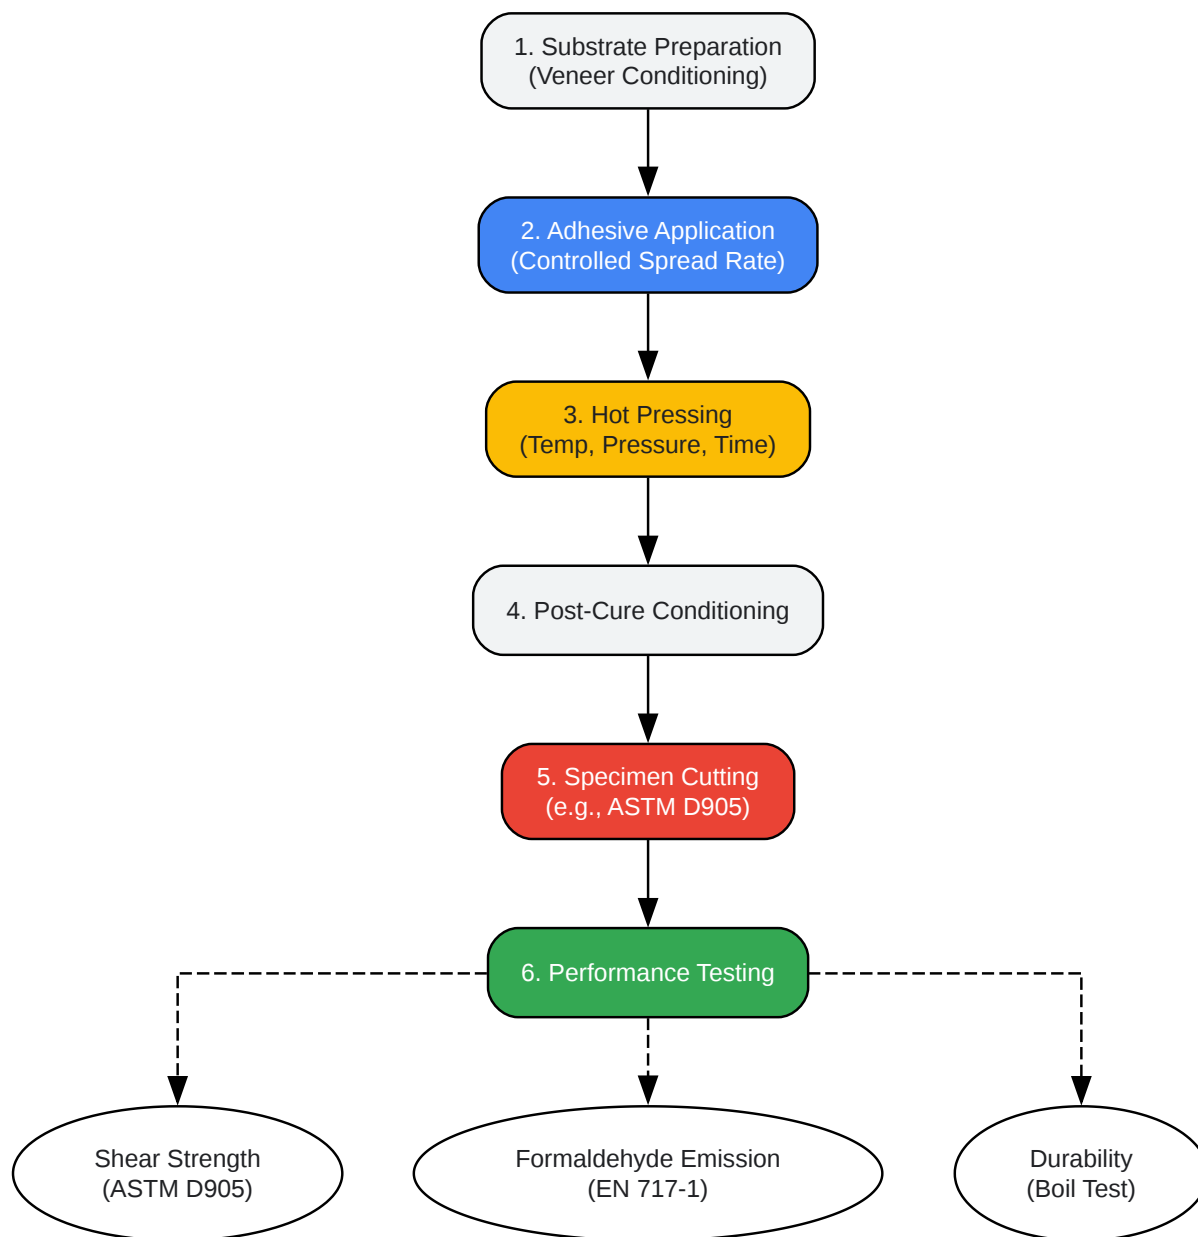 1. Substrate Preparation
(Veneer Conditioning)
2. Adhesive Application
(Controlled Spread Rate)
3. Hot Pressing
(Temp, Pressure, Time)
4. Post-Cure Conditioning
5. Specimen Cutting
(e.g., ASTM D905)
6. Performance Testing
Shear Strength
(ASTM D905)
Formaldehyde Emission
(EN 717-1)
Durability
(Boil Test)